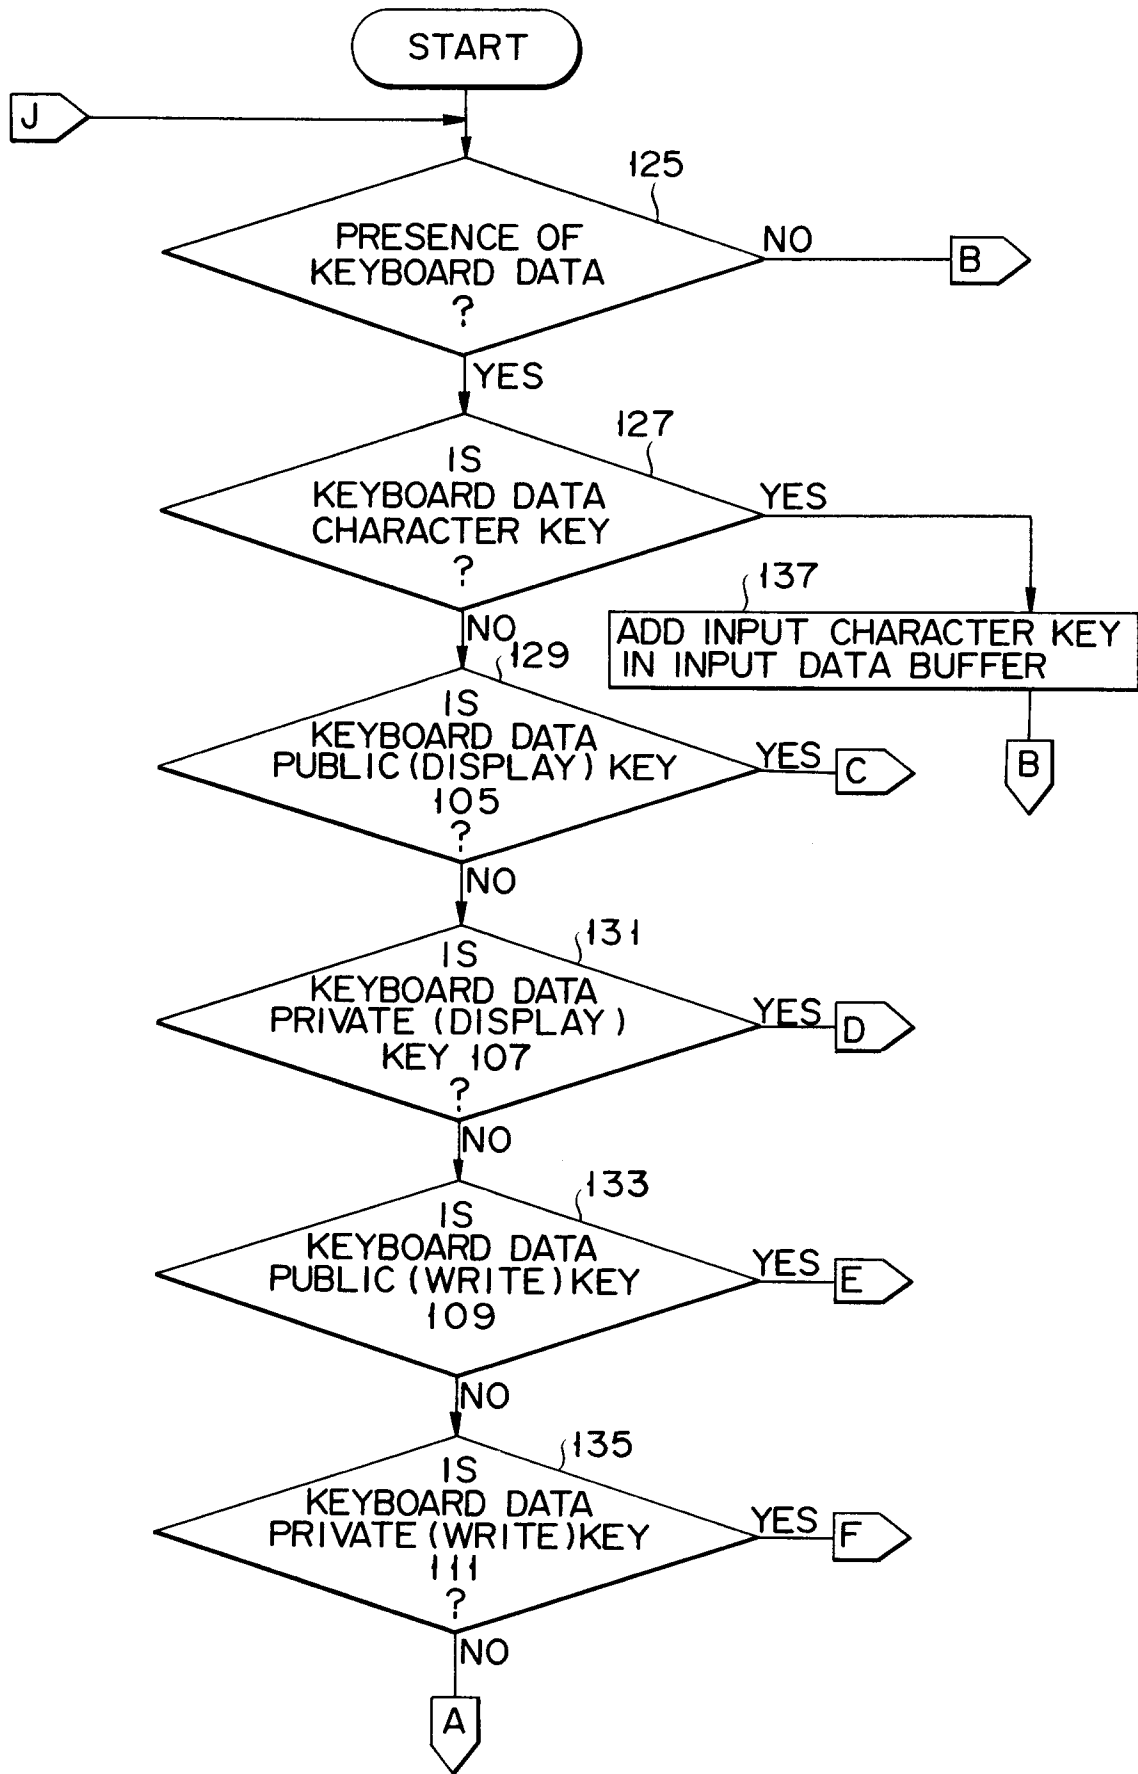 START
J
125
PRESENCE OF
KEYBOARD DATA
?
NO
B
YES
127
IS
KEYBOARD DATA
CHARACTER KEY
?
YES
137
ADD INPUT CHARACTER KEY
IN INPUT DATA BUFFER
B
NO
129
IS
KEYBOARD DATA
PUBLIC (DISPLAY) KEY
105
?
YES
C
NO
131
IS
KEYBOARD DATA
PRIVATE (DISPLAY)
KEY 107
?
YES
D
NO
133
IS
KEYBOARD DATA
PUBLIC (WRITE) KEY
109
YES
E
NO
135
IS
KEYBOARD DATA
PRIVATE (WRITE) KEY
111
?
YES
F
NO
A